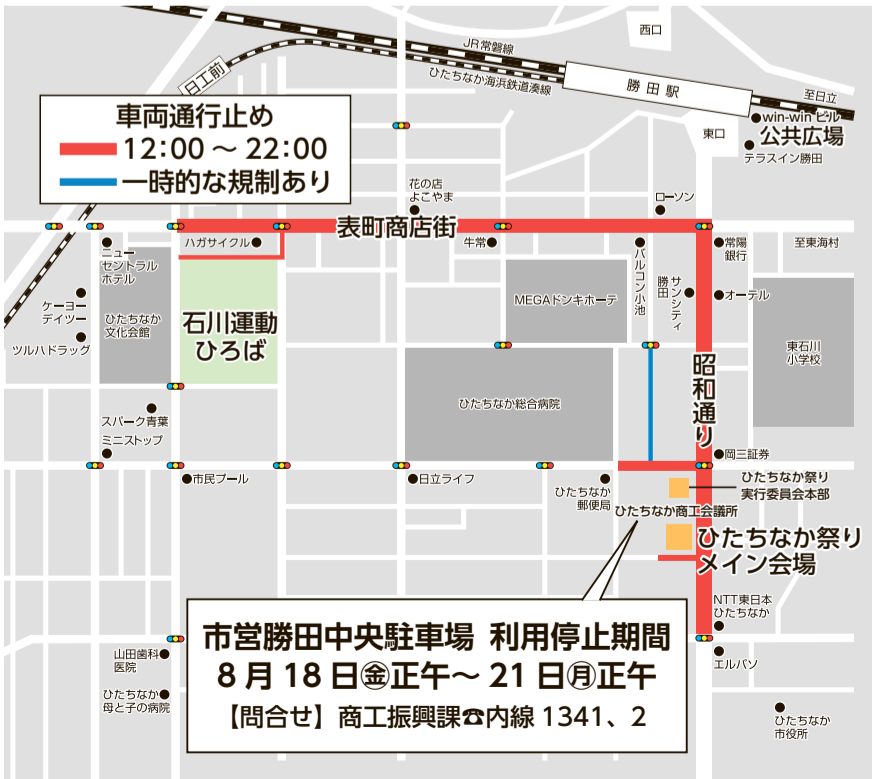 西口
JR常磐線
ひたちなか海浜鉄道湊線
日工前
勝田駅
至日立
東口
win-winビル
公共広場
テラスイン勝田
車両通行止め
12:00～22:00
一時的な規制あり
花の店
よこやま
ローソン
表町商店街
ハガサイクル
牛常
常陽
銀行
至東海村
ニュー
セントラル
ホテル
バルコン小池
サンシティ
勝田
オーテル
ケーヨー
デイツー
ひたちなか
文化会館
石川運動
ひろば
MEGAドンキホーテ
ツルハドラッグ
東石川
小学校
昭和通り
スパーク青葉
ミニストップ
ひたちなか総合病院
岡三証券
市民プール
日立ライフ
ひたちなか
郵便局
ひたちなか祭り
実行委員会本部
ひたちなか商工会議所
ひたちなか祭り
メイン会場
NTT東日本
ひたちなか
市営勝田中央駐車場 利用停止期間
8月18日㊎正午～21日㊊正午
【問合せ】商工振興課☎内線1341、2
山田歯科
医院
エルパソ
ひたちなか
母と子の病院
ひたちなか
市役所